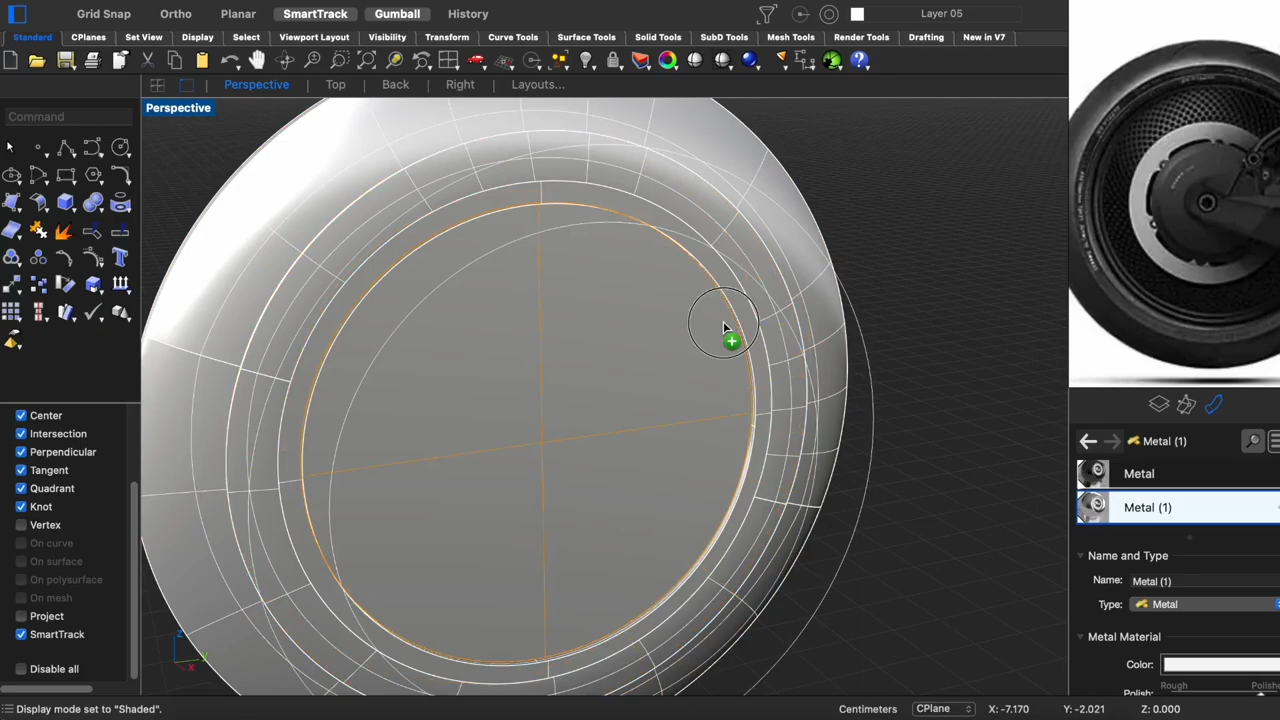 Grid Snap Ortho Planar SmartTrack Gumball History Layer 05
Standard CPlanes Set View Display Select Viewport Layout Visibility Transform Curve Tools Surface Tools Solid Tools SubD Tools Mesh Tools Render Tools Drafting New in V7
Perspective Top Back Right Layouts...
Perspective
Command
Center
Intersection
Perpendicular
Tangent
Quadrant
Knot
Vertex
On curve
On surface
On polysurface
On mesh
Project
SmartTrack
Disable all
z
y
x
Metal (1)
Metal
Metal (1)
Name and Type
Name: Metal (1)
Type: Metal
Metal Material
Color:
Rough Polished
Polish:
Display mode set to "Shaded".
Centimeters CPlane X: -7.170 Y: -2.021 Z: 0.000